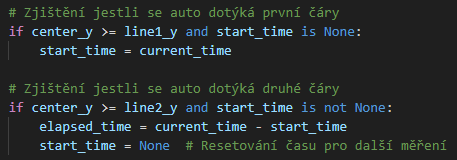 # Zjištění jestli se auto dotýká první čáry
if center_y >= line1_y and start_time is None:
    start_time = current_time

# Zjištění jestli se auto dotýká druhé čáry
if center_y >= line2_y and start_time is not None:
    elapsed_time = current_time - start_time
    start_time = None  # Resetování času pro další měření